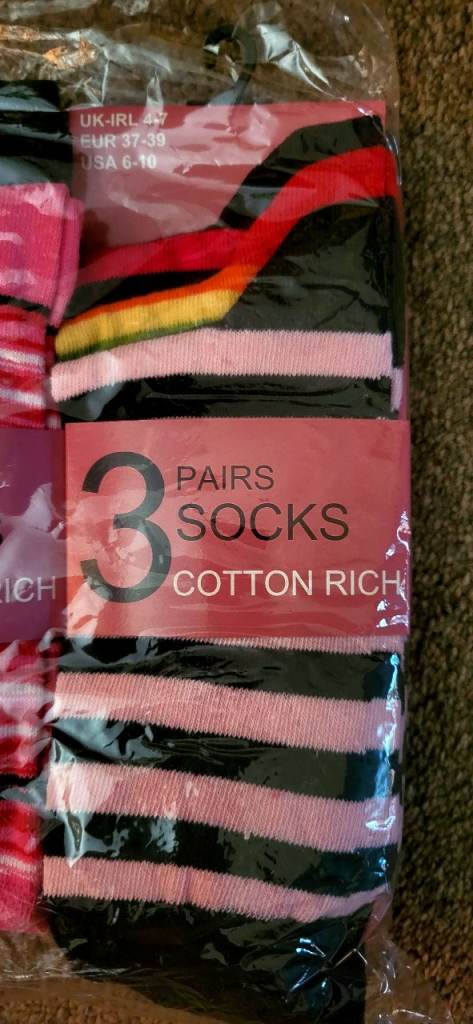 UK-IRL 4-7
EUR 37-39
USA 6-10
3 PAIRS
SOCKS
COTTON RICH
RICH